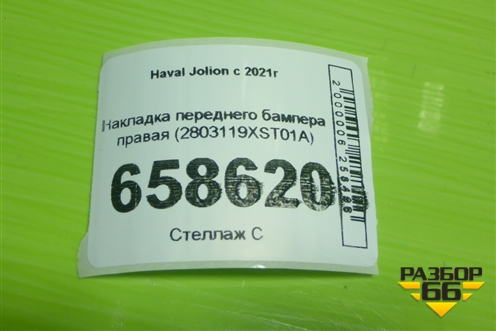 Haval Jolion с 2021г
Накладка переднего бампера
правая (2803119XST01A)
658620
Стеллаж С
РАЗБОР
66